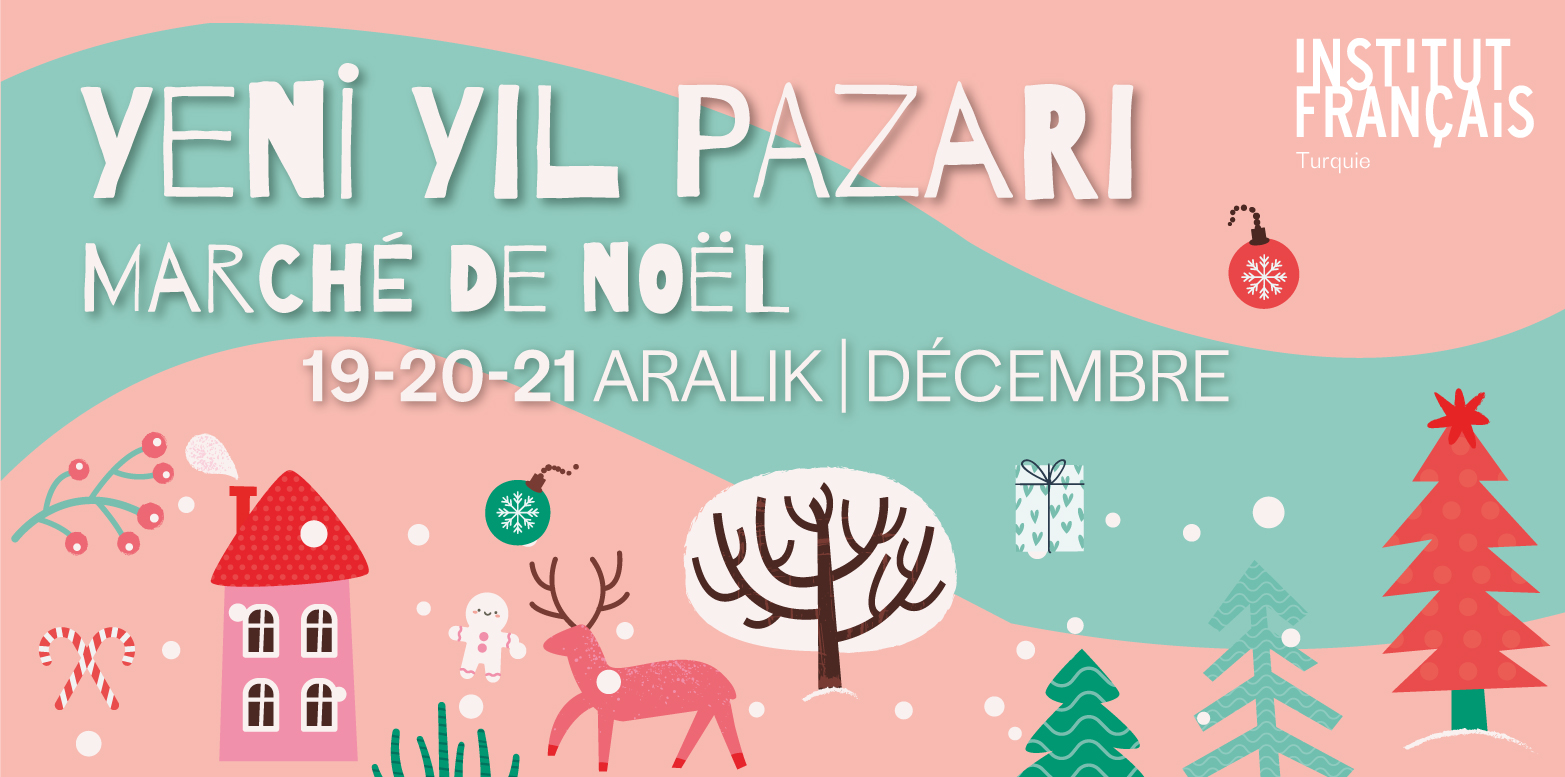 YENİ YIL PAZARI
MARCHÉ DE NOËL
19-20-21 ARALIK | DÉCEMBRE
INSTITUT
FRANÇAIS
Turquie